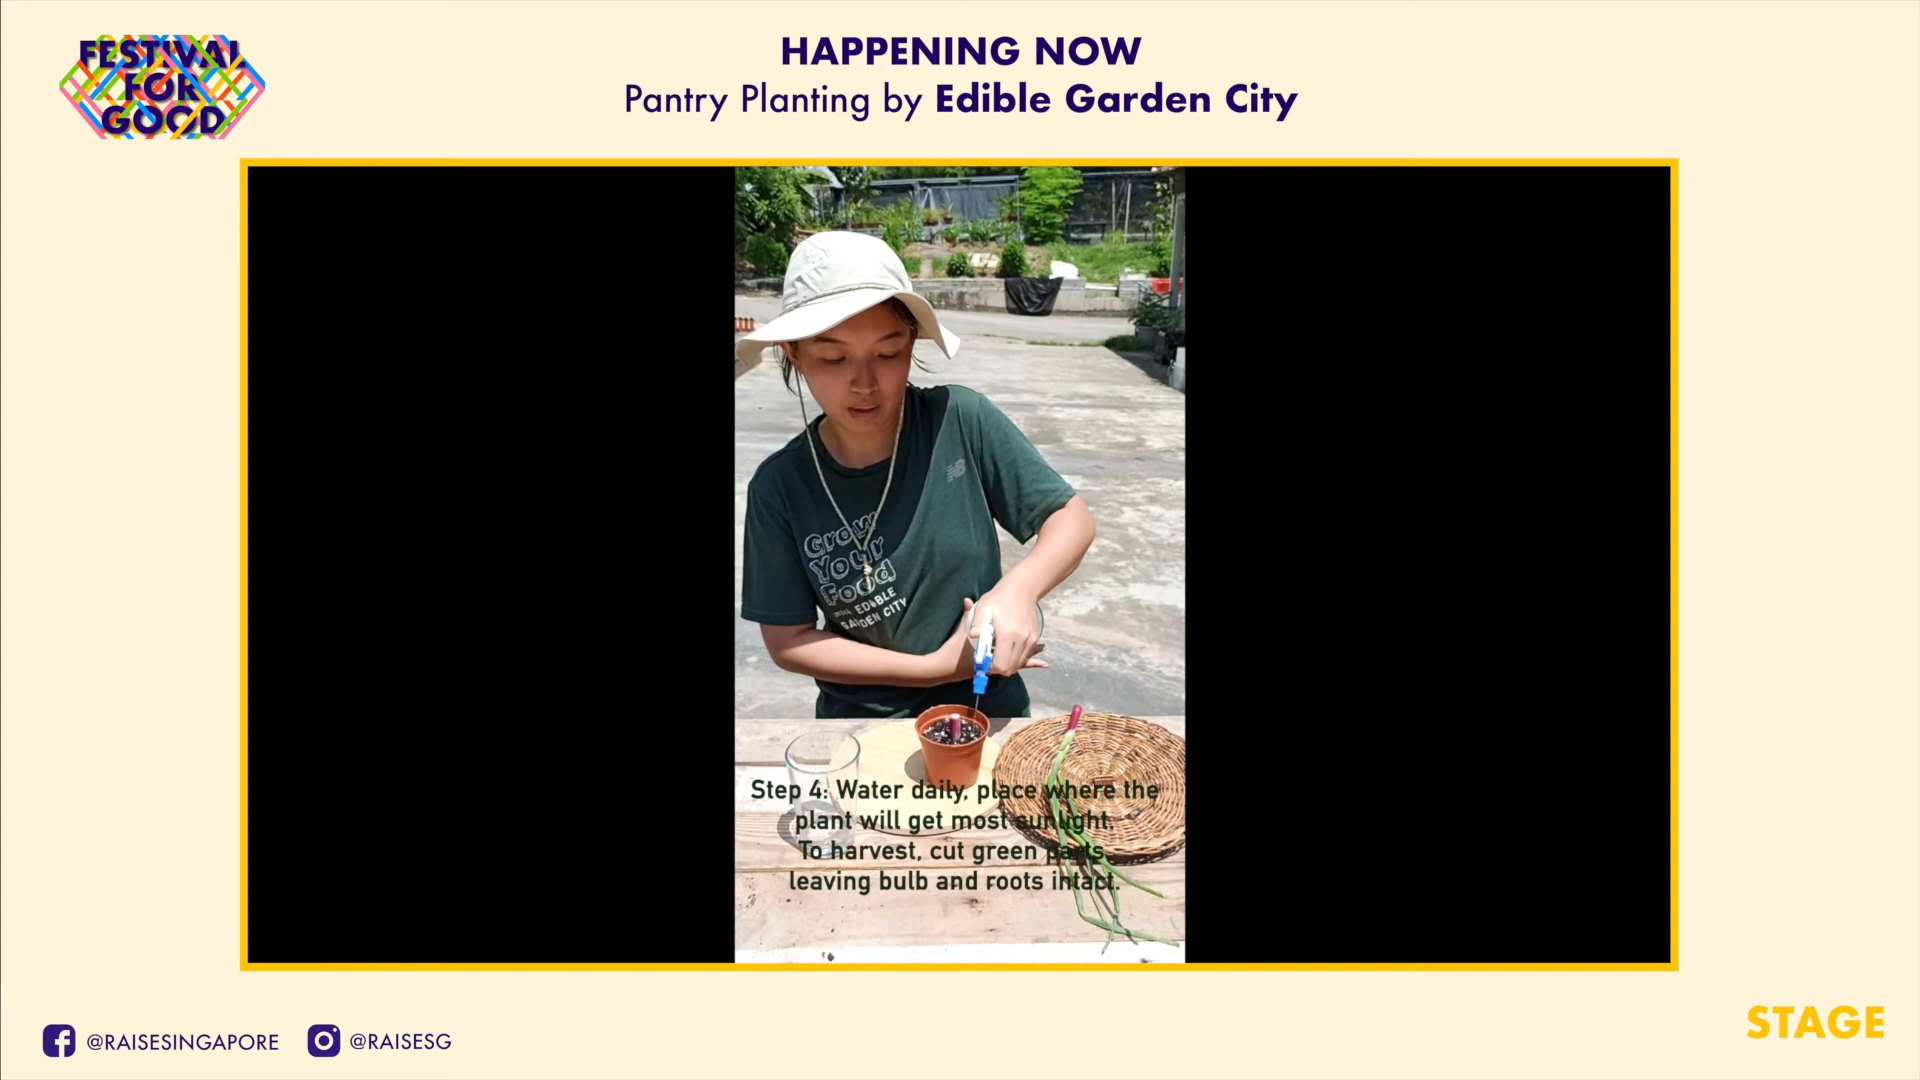 FESTIVAL
FOR
GOOD
HAPPENING NOW
Pantry Planting by Edible Garden City
NB
Grow
Your
Food
EDIBLE
GARDEN CITY
Step 4: Water daily, place where the
plant will get most sunlight.
To harvest, cut green parts,
leaving bulb and roots intact.
@RAISESINGAPORE
@RAISESG
STAGE